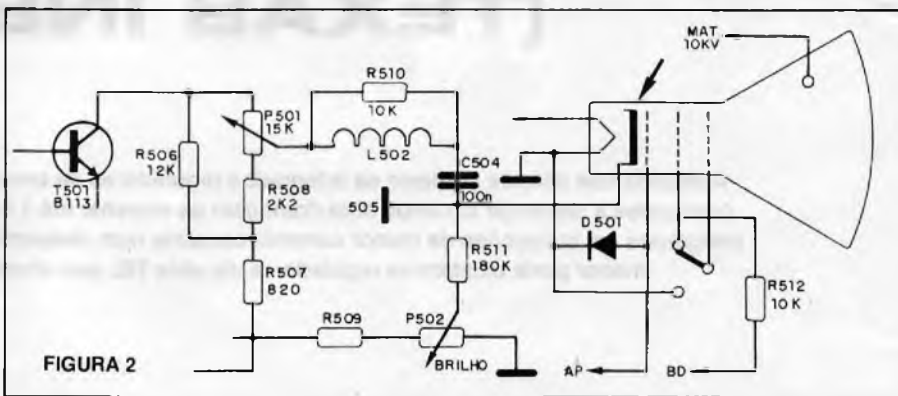 MAT
10KV
R510
10K
P501
15K
L502
C504
100n
R506
12K
T501
B113
R508
2K2
505
D501
R511
180K
R507
820
R512
10K
R509
P502
BRILHO
AP
BD
FIGURA 2